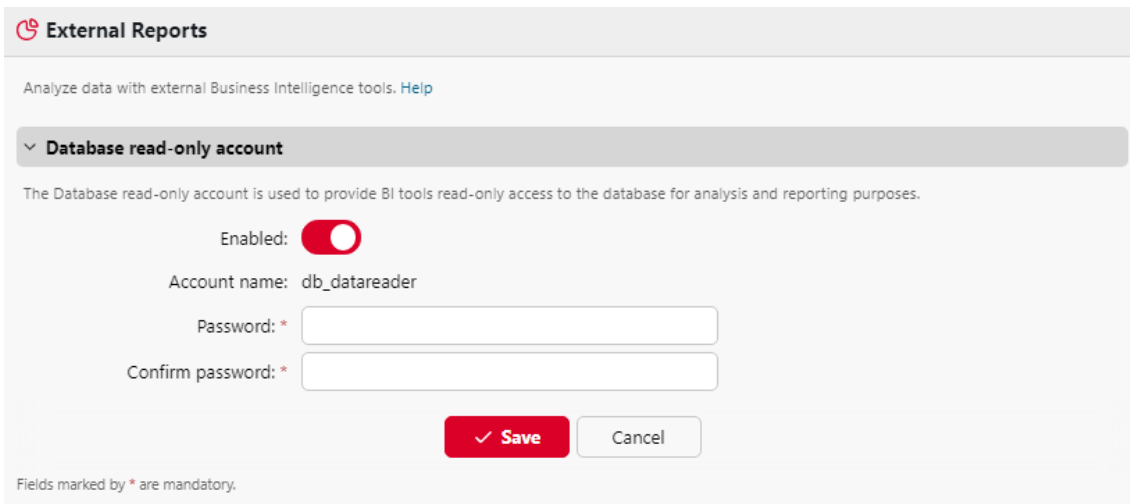 External Reports
Analyze data with external Business Intelligence tools. Help
Database read-only account
The Database read-only account is used to provide BI tools read-only access to the database for analysis and reporting purposes.
Enabled:
Account name: db_datareader
Password: *
Confirm password: *
Save Cancel
Fields marked by * are mandatory.